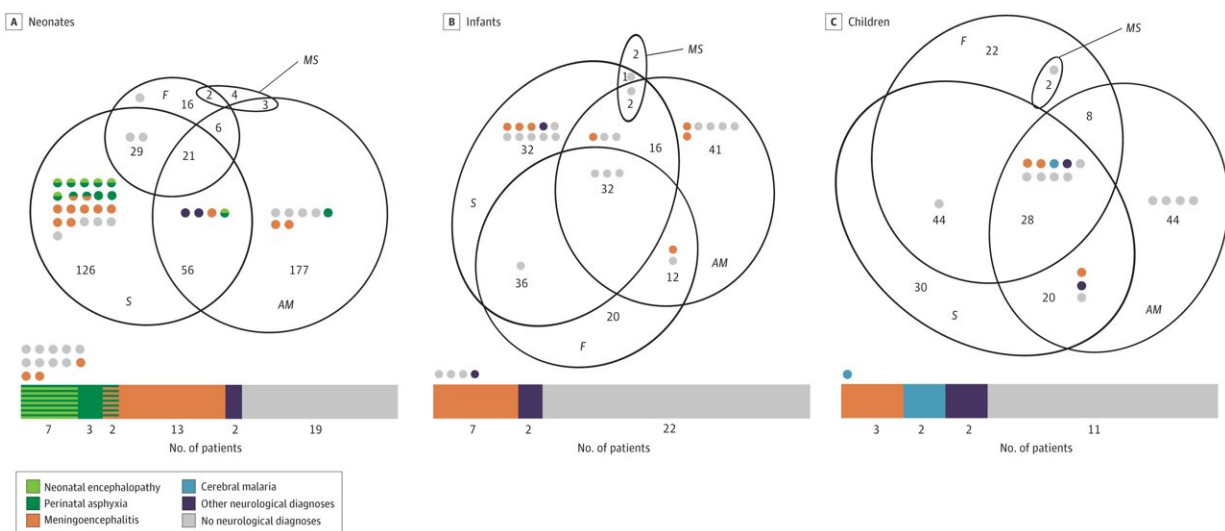 A Neonates
MS
F
16
2
4
3
6
29
21
126
56
177
S
AM
7 3 2 13 2 19
No. of patients
B Infants
MS
2
1
2
32
16
41
32
S
36
12
AM
20
F
7 2 22
No. of patients
C Children
MS
F
22
2
8
44
28
44
30
20
S
AM
3 2 2 11
No. of patients
Neonatal encephalopathy
Perinatal asphyxia
Meningoencephalitis
Cerebral malaria
Other neurological diagnoses
No neurological diagnoses